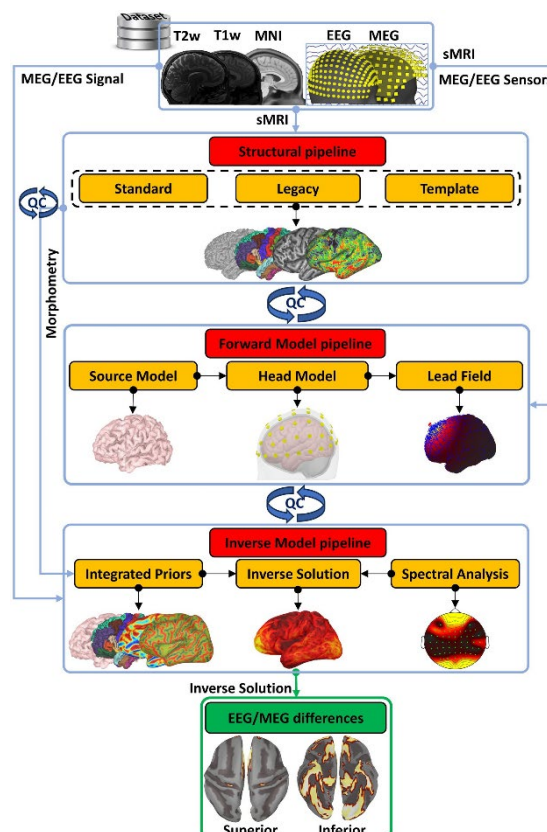 Dataset
T2w T1w MNI
EEG MEG
sMRI
MEG/EEG Signal
MEG/EEG Sensor
sMRI
Structural pipeline
Standard Legacy Template
QC
Morphometry
QC
Forward Model pipeline
Source Model Head Model Lead Field
QC
Inverse Model pipeline
Integrated Priors Inverse Solution Spectral Analysis
Inverse Solution
EEG/MEG differences
Superior Inferior